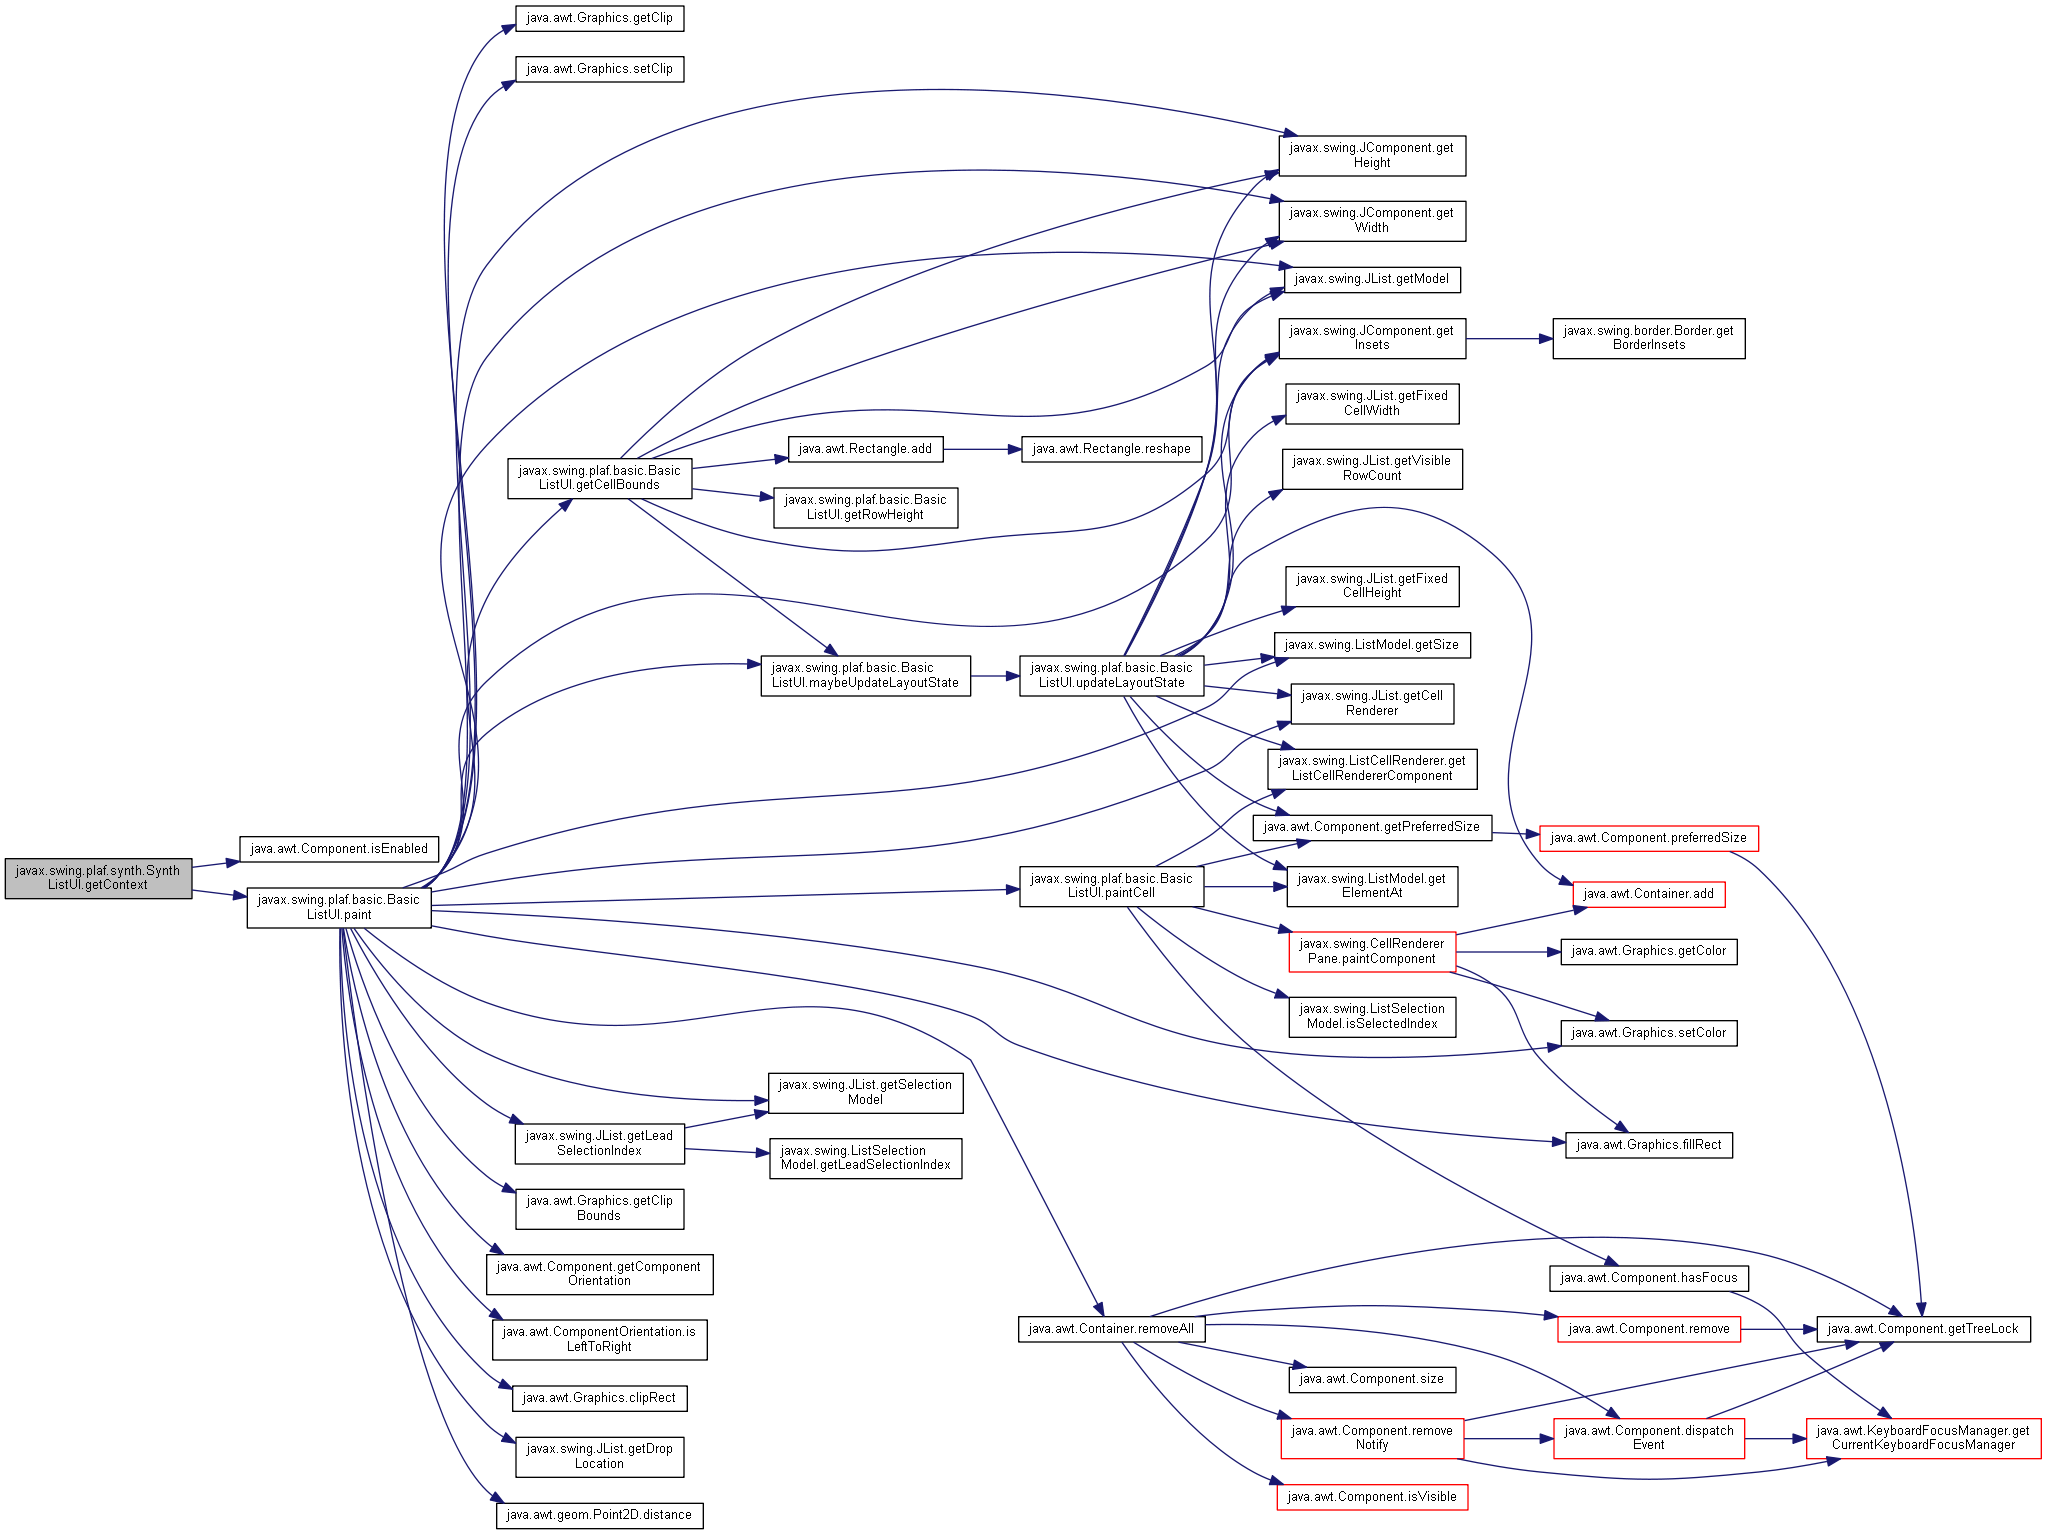 java.awt.Graphics.getClip
java.awt.Graphics.setClip
javax.swing.JComponent.get
Height
javax.swing.JComponent.get
Width
javax.swing.JList.getModel
javax.swing.JComponent.get
Insets
javax.swing.border.Border.get
BorderInsets
javax.swing.JList.getFixed
CellWidth
java.awt.Rectangle.add
java.awt.Rectangle.reshape
javax.swing.JList.getVisible
RowCount
javax.swing.plaf.basic.Basic
ListUI.getCellBounds
javax.swing.plaf.basic.Basic
ListUI.getRowHeight
javax.swing.JList.getFixed
CellHeight
javax.swing.ListModel.getSize
javax.swing.plaf.basic.Basic
ListUI.maybeUpdateLayoutState
javax.swing.plaf.basic.Basic
ListUI.updateLayoutState
javax.swing.JList.getCell
Renderer
javax.swing.ListCellRenderer.get
ListCellRendererComponent
java.awt.Component.getPreferredSize
java.awt.Component.preferredSize
java.awt.Component.isEnabled
javax.swing.plaf.synth.Synth
ListUI.getContext
javax.swing.plaf.basic.Basic
ListUI.paint
javax.swing.plaf.basic.Basic
ListUI.paintCell
javax.swing.ListModel.get
ElementAt
java.awt.Container.add
javax.swing.CellRenderer
Pane.paintComponent
java.awt.Graphics.getColor
javax.swing.ListSelection
Model.isSelectedIndex
java.awt.Graphics.setColor
javax.swing.JList.getSelection
Model
javax.swing.JList.getLead
SelectionIndex
javax.swing.ListSelection
Model.getLeadSelectionIndex
java.awt.Graphics.fillRect
java.awt.Graphics.getClip
Bounds
java.awt.Component.getComponent
Orientation
java.awt.Component.hasFocus
java.awt.ComponentOrientation.is
LeftToRight
java.awt.Container.removeAll
java.awt.Component.remove
java.awt.Component.getTreeLock
java.awt.Component.size
java.awt.Graphics.clipRect
javax.swing.JList.getDrop
Location
java.awt.Component.remove
Notify
java.awt.Component.dispatch
Event
java.awt.KeyboardFocusManager.get
CurrentKeyboardFocusManager
java.awt.Component.isVisible
java.awt.geom.Point2D.distance